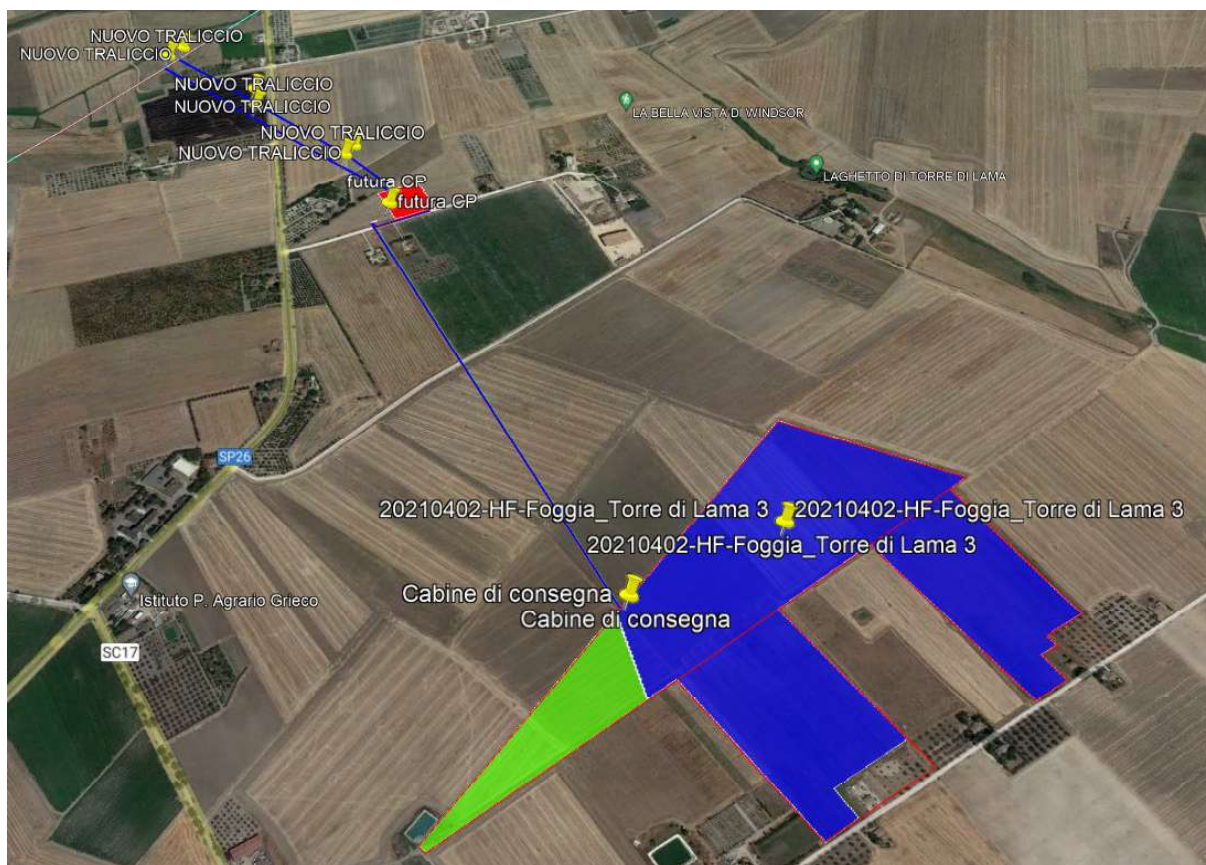 NUOVO TRALICCIO
NUOVO TRALICCIO
NUOVO TRALICCIO
NUOVO TRALICCIO
NUOVO TRALICCIO
NUOVO TRALICCIO
futura CP
futura CP
LA BELLA VISTA DI WINDSOR
LAGHETTO DI TORRE DI LAMA
SP26
20210402-HF-Foggia_Torre di Lama 3
20210402-HF-Foggia_Torre di Lama 3
20210402-HF-Foggia_Torre di Lama 3
Cabine di consegna
Cabine di consegna
Istituto P. Agrario Grieco
SC17